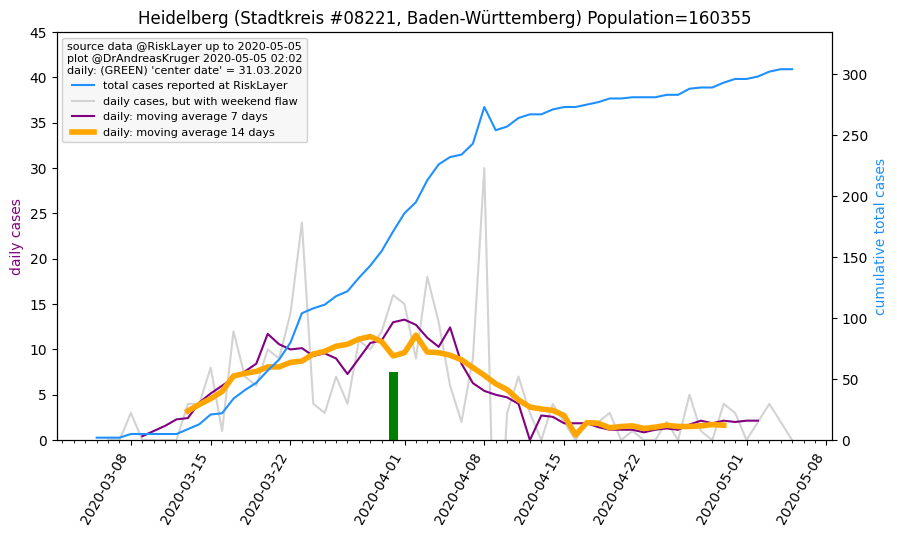 Heidelberg (Stadtkreis #08221, Baden-Württemberg) Population=160355
source data @RiskLayer up to 2020-05-05
plot @DrAndreasKruger 2020-05-05 02:02
daily: (GREEN) 'center date' = 31.03.2020
total cases reported at RiskLayer
daily cases, but with weekend flaw
daily: moving average 7 days
daily: moving average 14 days
daily cases
45
40
35
30
25
20
15
10
5
0
cumulative total cases
300
250
200
150
100
50
0
2020-03-08
2020-03-15
2020-03-22
2020-04-01
2020-04-08
2020-04-15
2020-04-22
2020-05-01
2020-05-08